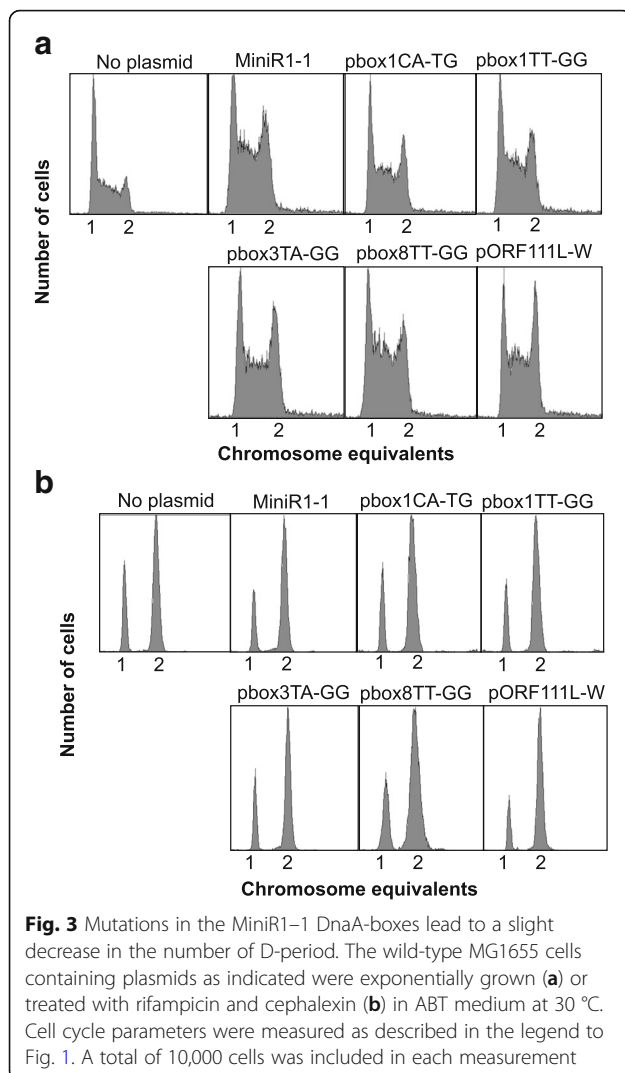 a
No plasmid MiniR1-1 pbox1CA-TG pbox1TT-GG
1 2 1 2 1 2 1 2
pbox3TA-GG pbox8TT-GG pORF111L-W
1 2 1 2 1 2
Number of cells
Chromosome equivalents
b
No plasmid MiniR1-1 pbox1CA-TG pbox1TT-GG
1 2 1 2 1 2 1 2
pbox3TA-GG pbox8TT-GG pORF111L-W
1 2 1 2 1 2
Number of cells
Chromosome equivalents
Fig. 3 Mutations in the MiniR1–1 DnaA-boxes lead to a slight
decrease in the number of D-period. The wild-type MG1655 cells
containing plasmids as indicated were exponentially grown (a) or
treated with rifampicin and cephalexin (b) in ABT medium at 30 °C.
Cell cycle parameters were measured as described in the legend to
Fig. 1. A total of 10,000 cells was included in each measurement